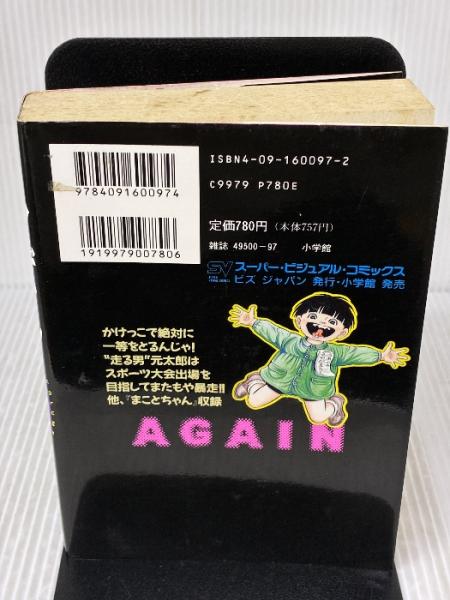 9784091600974
1919979007806
ISBN4-09-160097-2
C9979 P780E
定価780円（本体757円）
雑誌 49500-97 小学館
SV スーパー・ビジュアル・コミックス
ビズ ジャパン 発行・小学館 発売
かけっこで絶対に
一等をとるんじゃ!
“走る男”元太郎は
スポーツ大会出場を
目指してまたもや暴走!!
他、『まことちゃん』収録
AGAIN